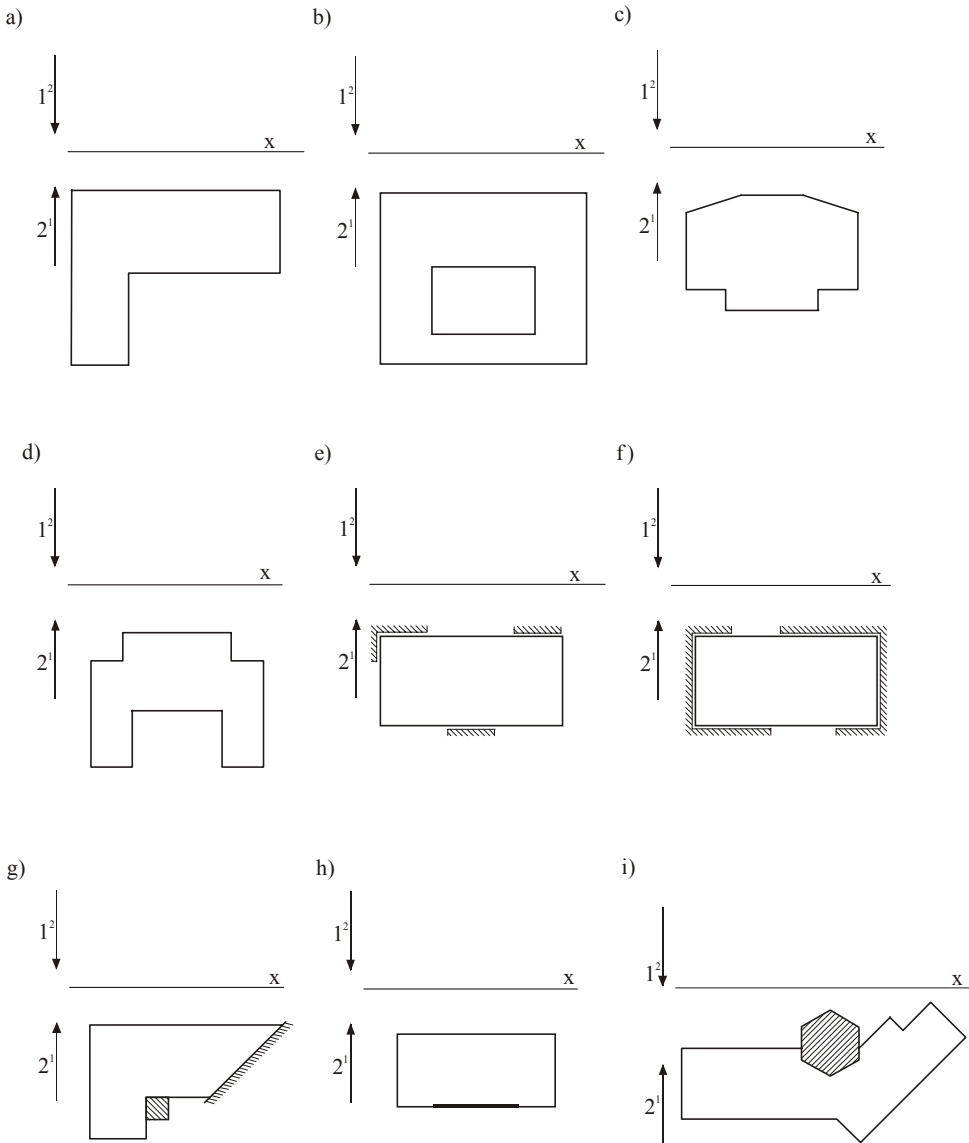 a)
1²
x
2¹
b)
1²
x
2¹
c)
1²
x
2¹
d)
1²
x
2¹
e)
1²
x
2¹
f)
1²
x
2¹
g)
1²
x
2¹
h)
1²
x
2¹
i)
1²
x
2¹